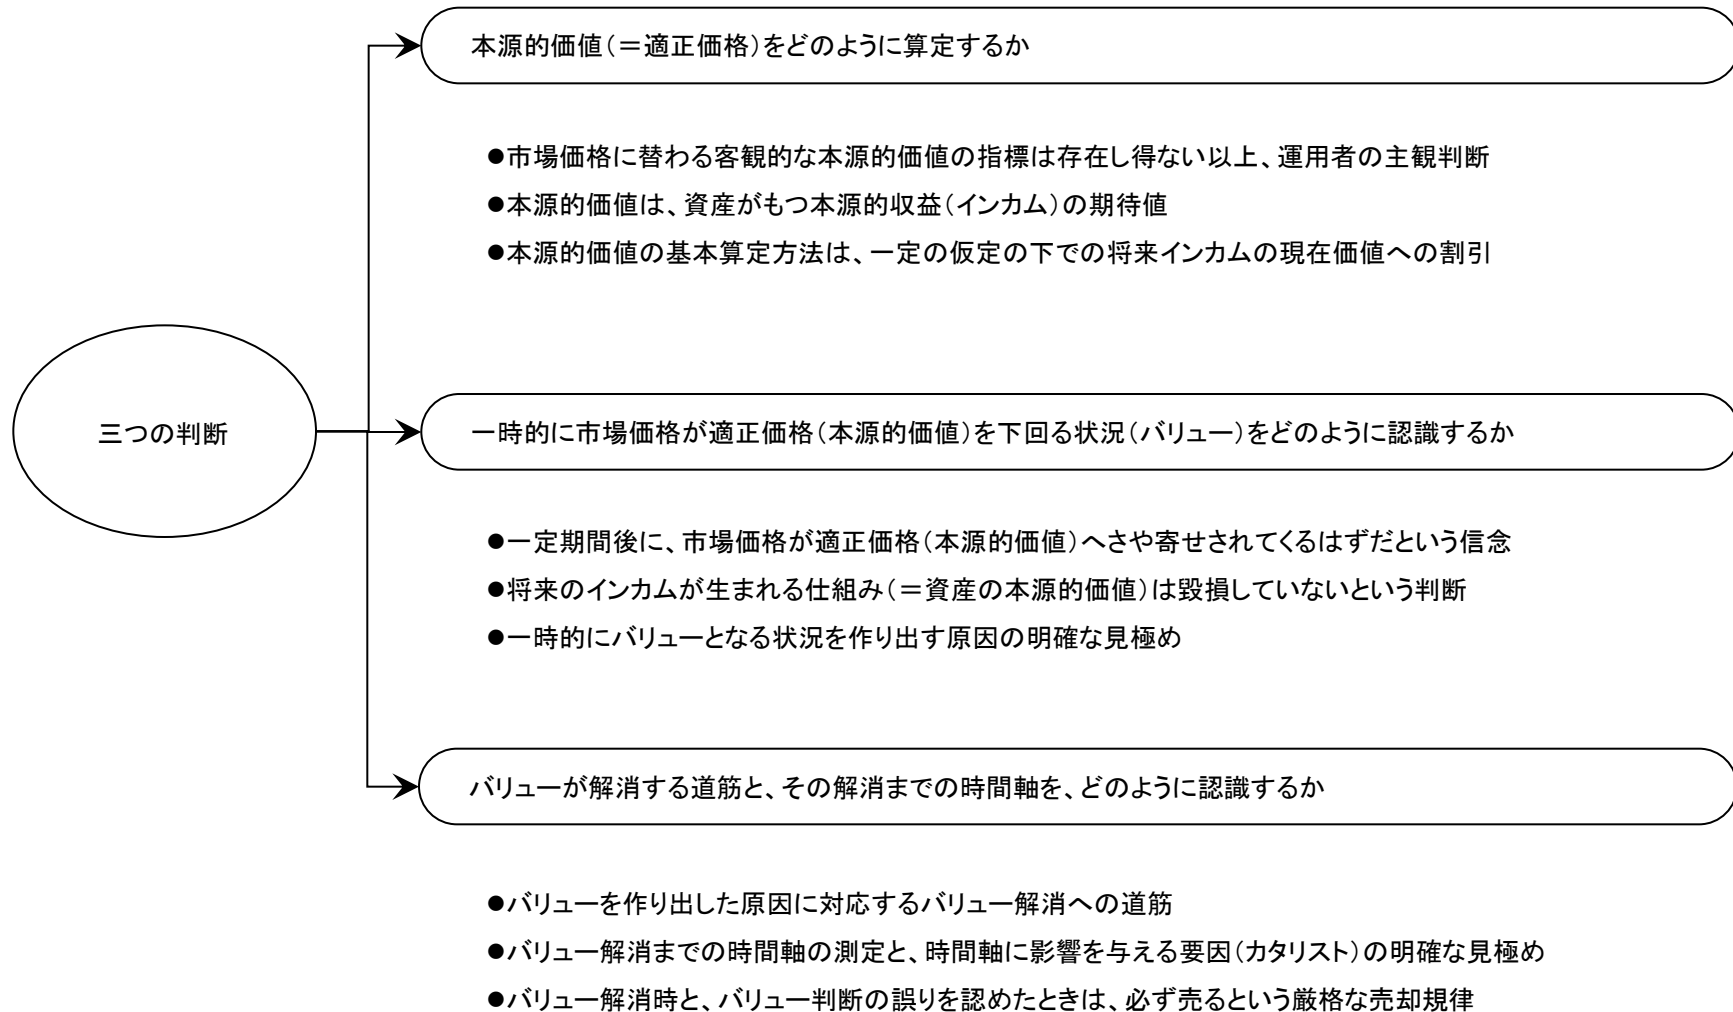 本源的価値(＝適正価格)をどのように算定するか
●市場価格に替わる客観的な本源的価値の指標は存在し得ない以上、運用者の主観判断
●本源的価値は、資産がもつ本源的収益(インカム)の期待値
●本源的価値の基本算定方法は、一定の仮定の下での将来インカムの現在価値への割引
三つの判断
一時的に市場価格が適正価格(本源的価値)を下回る状況(バリュー)をどのように認識するか
●一定期間後に、市場価格が適正価格(本源的価値)へさや寄せされてくるはずだという信念
●将来のインカムが生まれる仕組み(＝資産の本源的価値)は毀損していないという判断
●一時的にバリューとなる状況を作り出す原因の明確な見極め
バリューが解消する道筋と、その解消までの時間軸を、どのように認識するか
●バリューを作り出した原因に対応するバリュー解消への道筋
●バリュー解消までの時間軸の測定と、時間軸に影響を与える要因(カタリスト)の明確な見極め
●バリュー解消時と、バリュー判断の誤りを認めたときは、必ず売るという厳格な売却規律